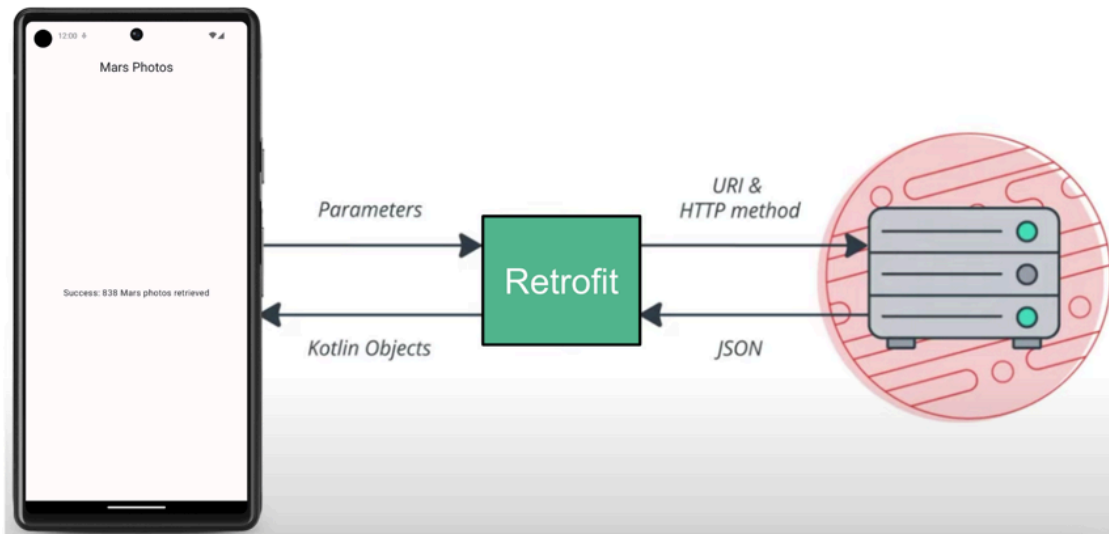 12:00
Mars Photos
Success: 838 Mars photos retrieved
Parameters
Kotlin Objects
Retrofit
URI &
HTTP method
JSON